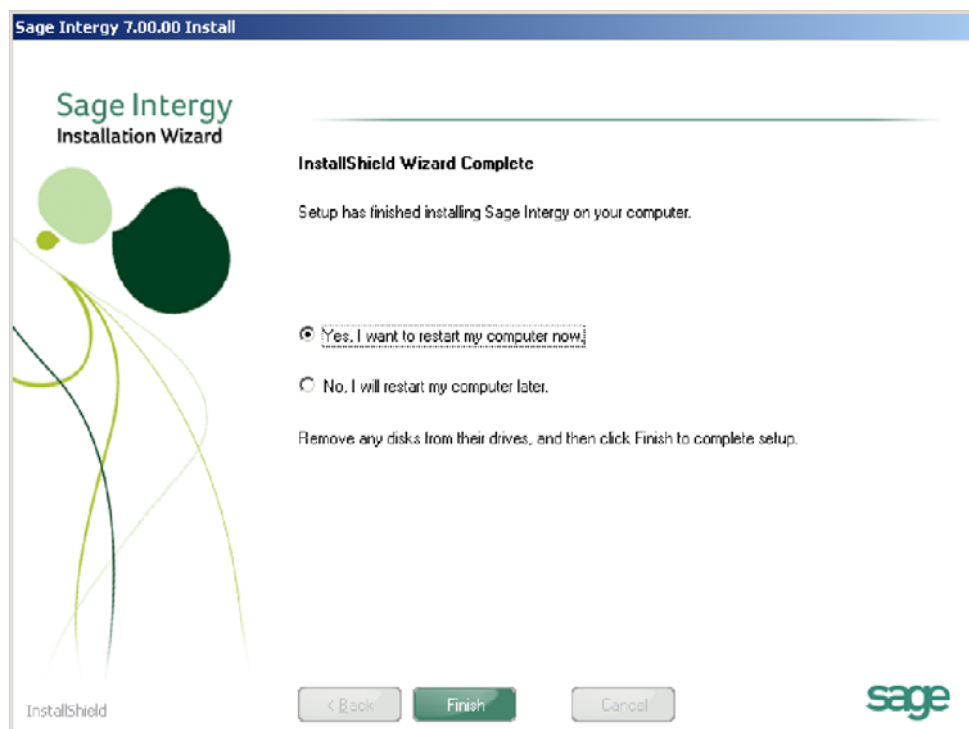 Sage Intergy 7.00.00 Install
Sage Intergy
Installation Wizard
InstallShield Wizard Complete
Setup has finished installing Sage Intergy on your computer.
Yes, I want to restart my computer now.
No, I will restart my computer later.
Remove any disks from their drives, and then click Finish to complete setup.
InstallShield
< Back
Finish
Cancel
sage